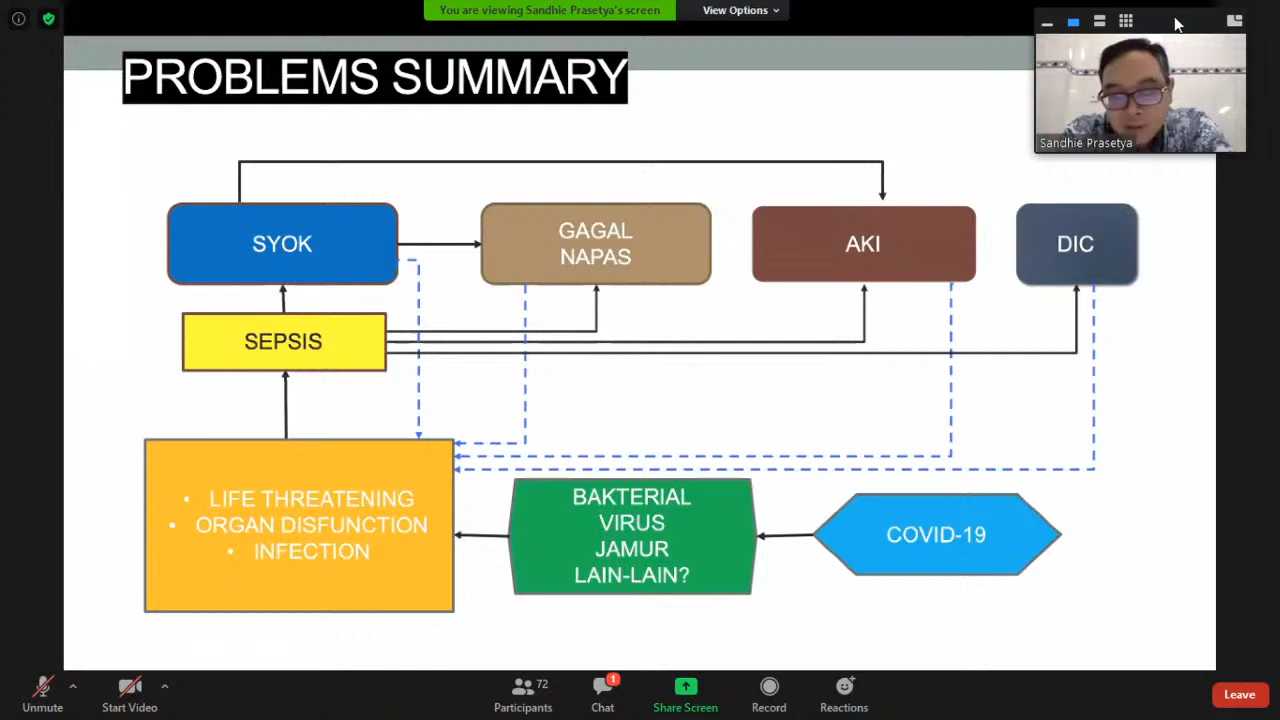 You are viewing Sandhie Prasetya's screen
View Options
PROBLEMS SUMMARY
Sandhie Prasetya
SYOK
GAGAL
NAPAS
AKI
DIC
SEPSIS
• LIFE THREATENING
• ORGAN DISFUNCTION
• INFECTION
BAKTERIAL
VIRUS
JAMUR
LAIN-LAIN?
COVID-19
Unmute
Start Video
72
Participants
1
Chat
Share Screen
Record
Reactions
Leave